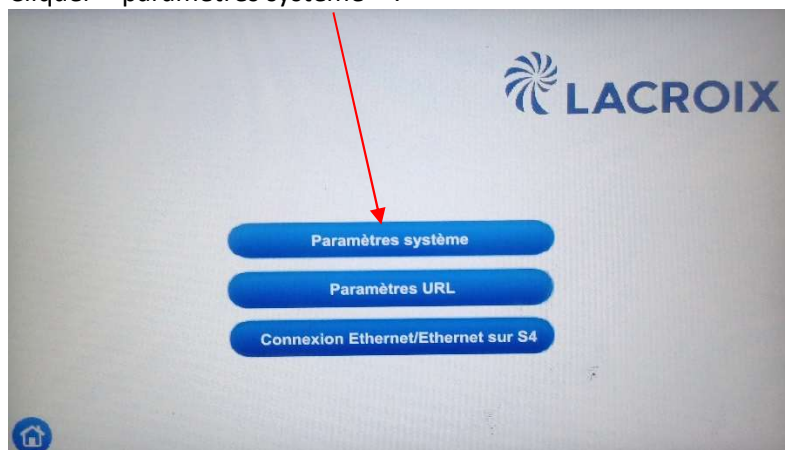 LACROIX
Paramètres système
Paramètres URL
Connexion Ethernet/Ethernet sur S4